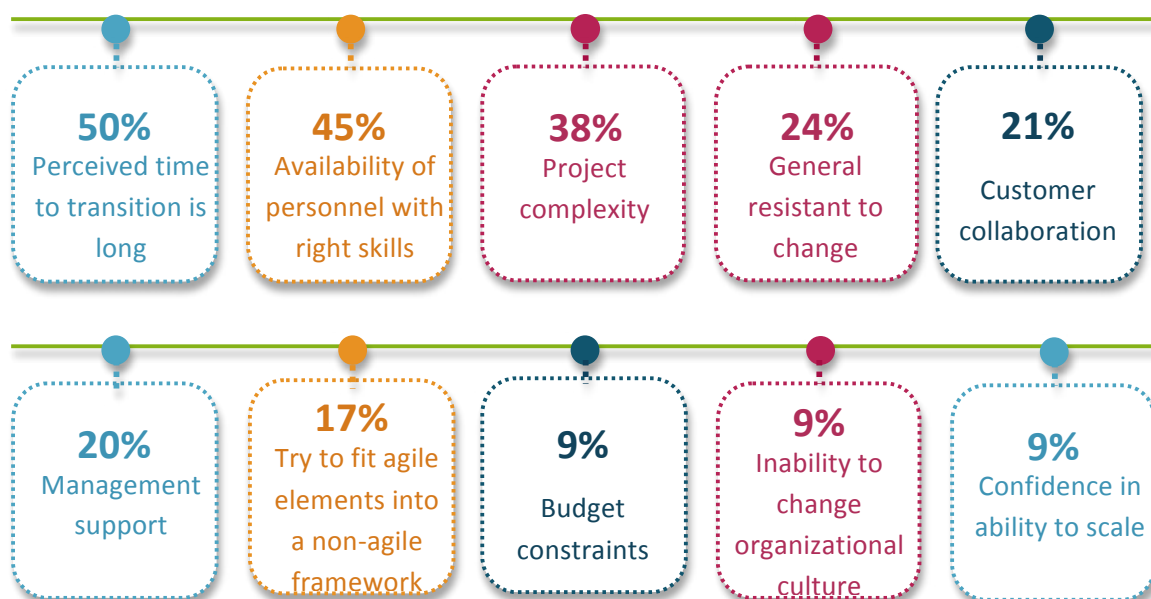 50%
Perceived time
to transition is
long
45%
Availability of
personnel with
right skills
38%
Project
complexity
24%
General
resistant to
change
21%
Customer
collaboration
20%
Management
support
17%
Try to fit agile
elements into
a non-agile
framework
9%
Budget
constraints
9%
Inability to
change
organizational
culture
9%
Confidence in
ability to scale